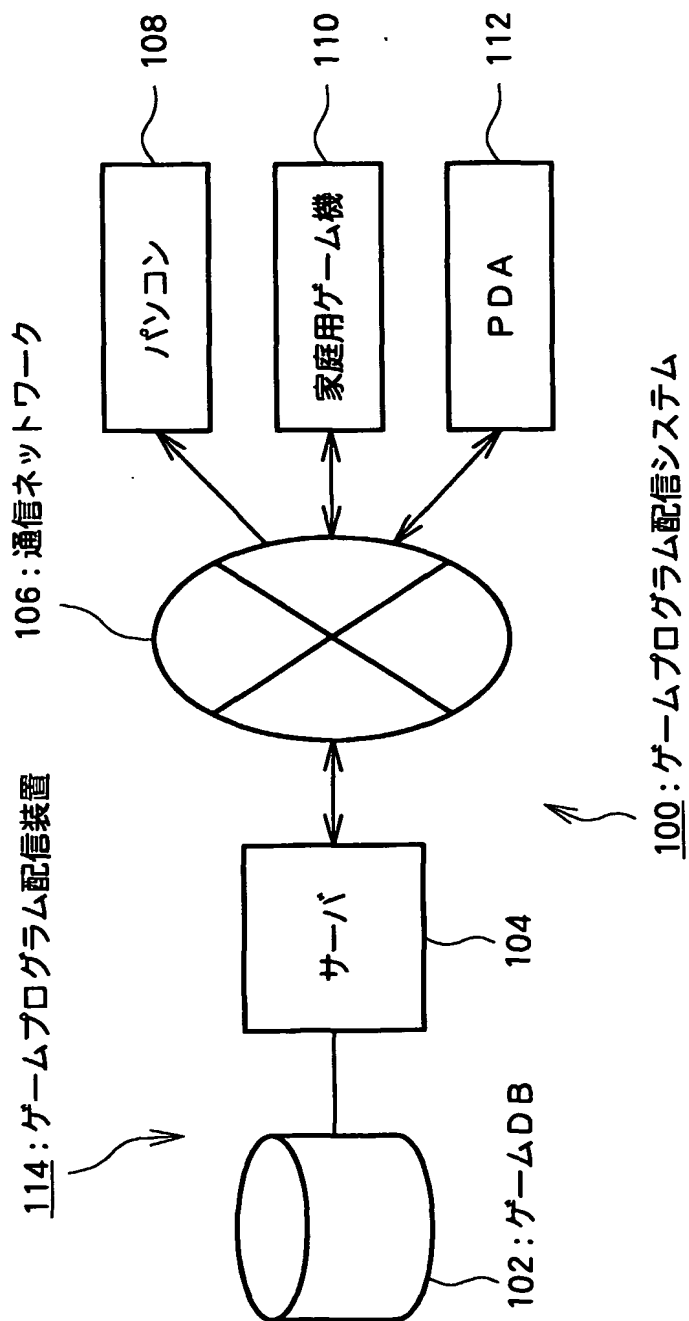 114：ゲームプログラム配信装置
106：通信ネットワーク
パソコン
108
サーバ
家庭用ゲーム機
110
PDA
112
104
102：ゲームDB
100：ゲームプログラム配信システム